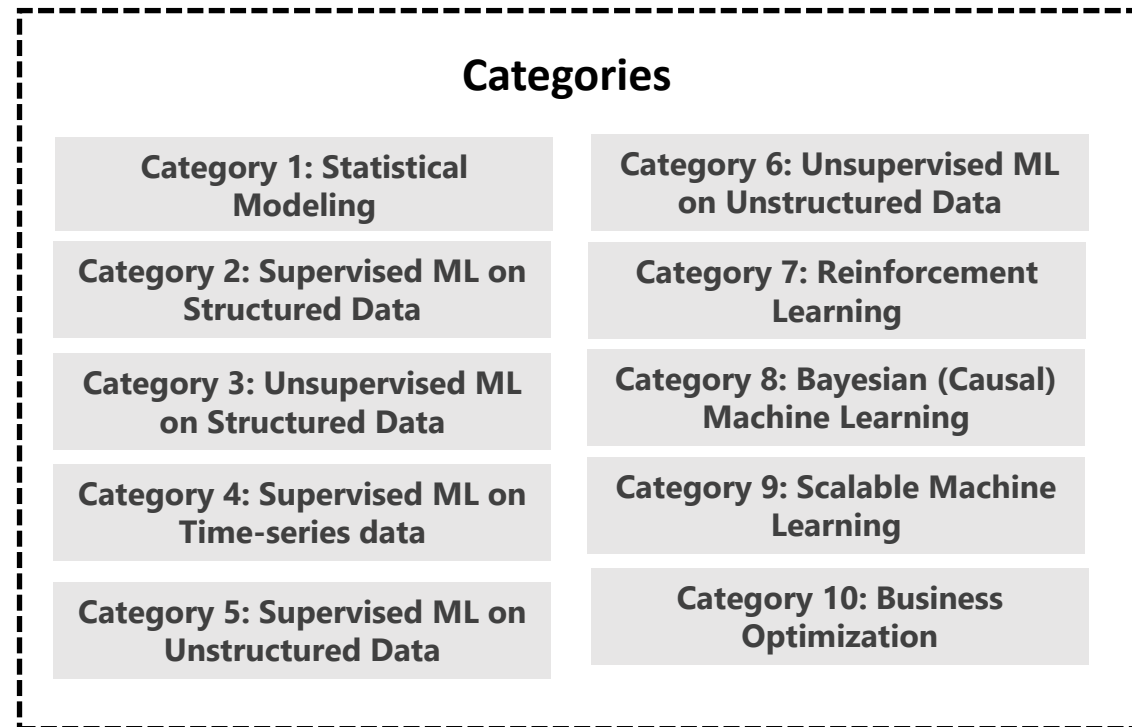 Categories
Category 1: Statistical
Modeling
Category 2: Supervised ML on
Structured Data
Category 3: Unsupervised ML
on Structured Data
Category 4: Supervised ML on
Time-series data
Category 5: Supervised ML on
Unstructured Data
Category 6: Unsupervised ML
on Unstructured Data
Category 7: Reinforcement
Learning
Category 8: Bayesian (Causal)
Machine Learning
Category 9: Scalable Machine
Learning
Category 10: Business
Optimization